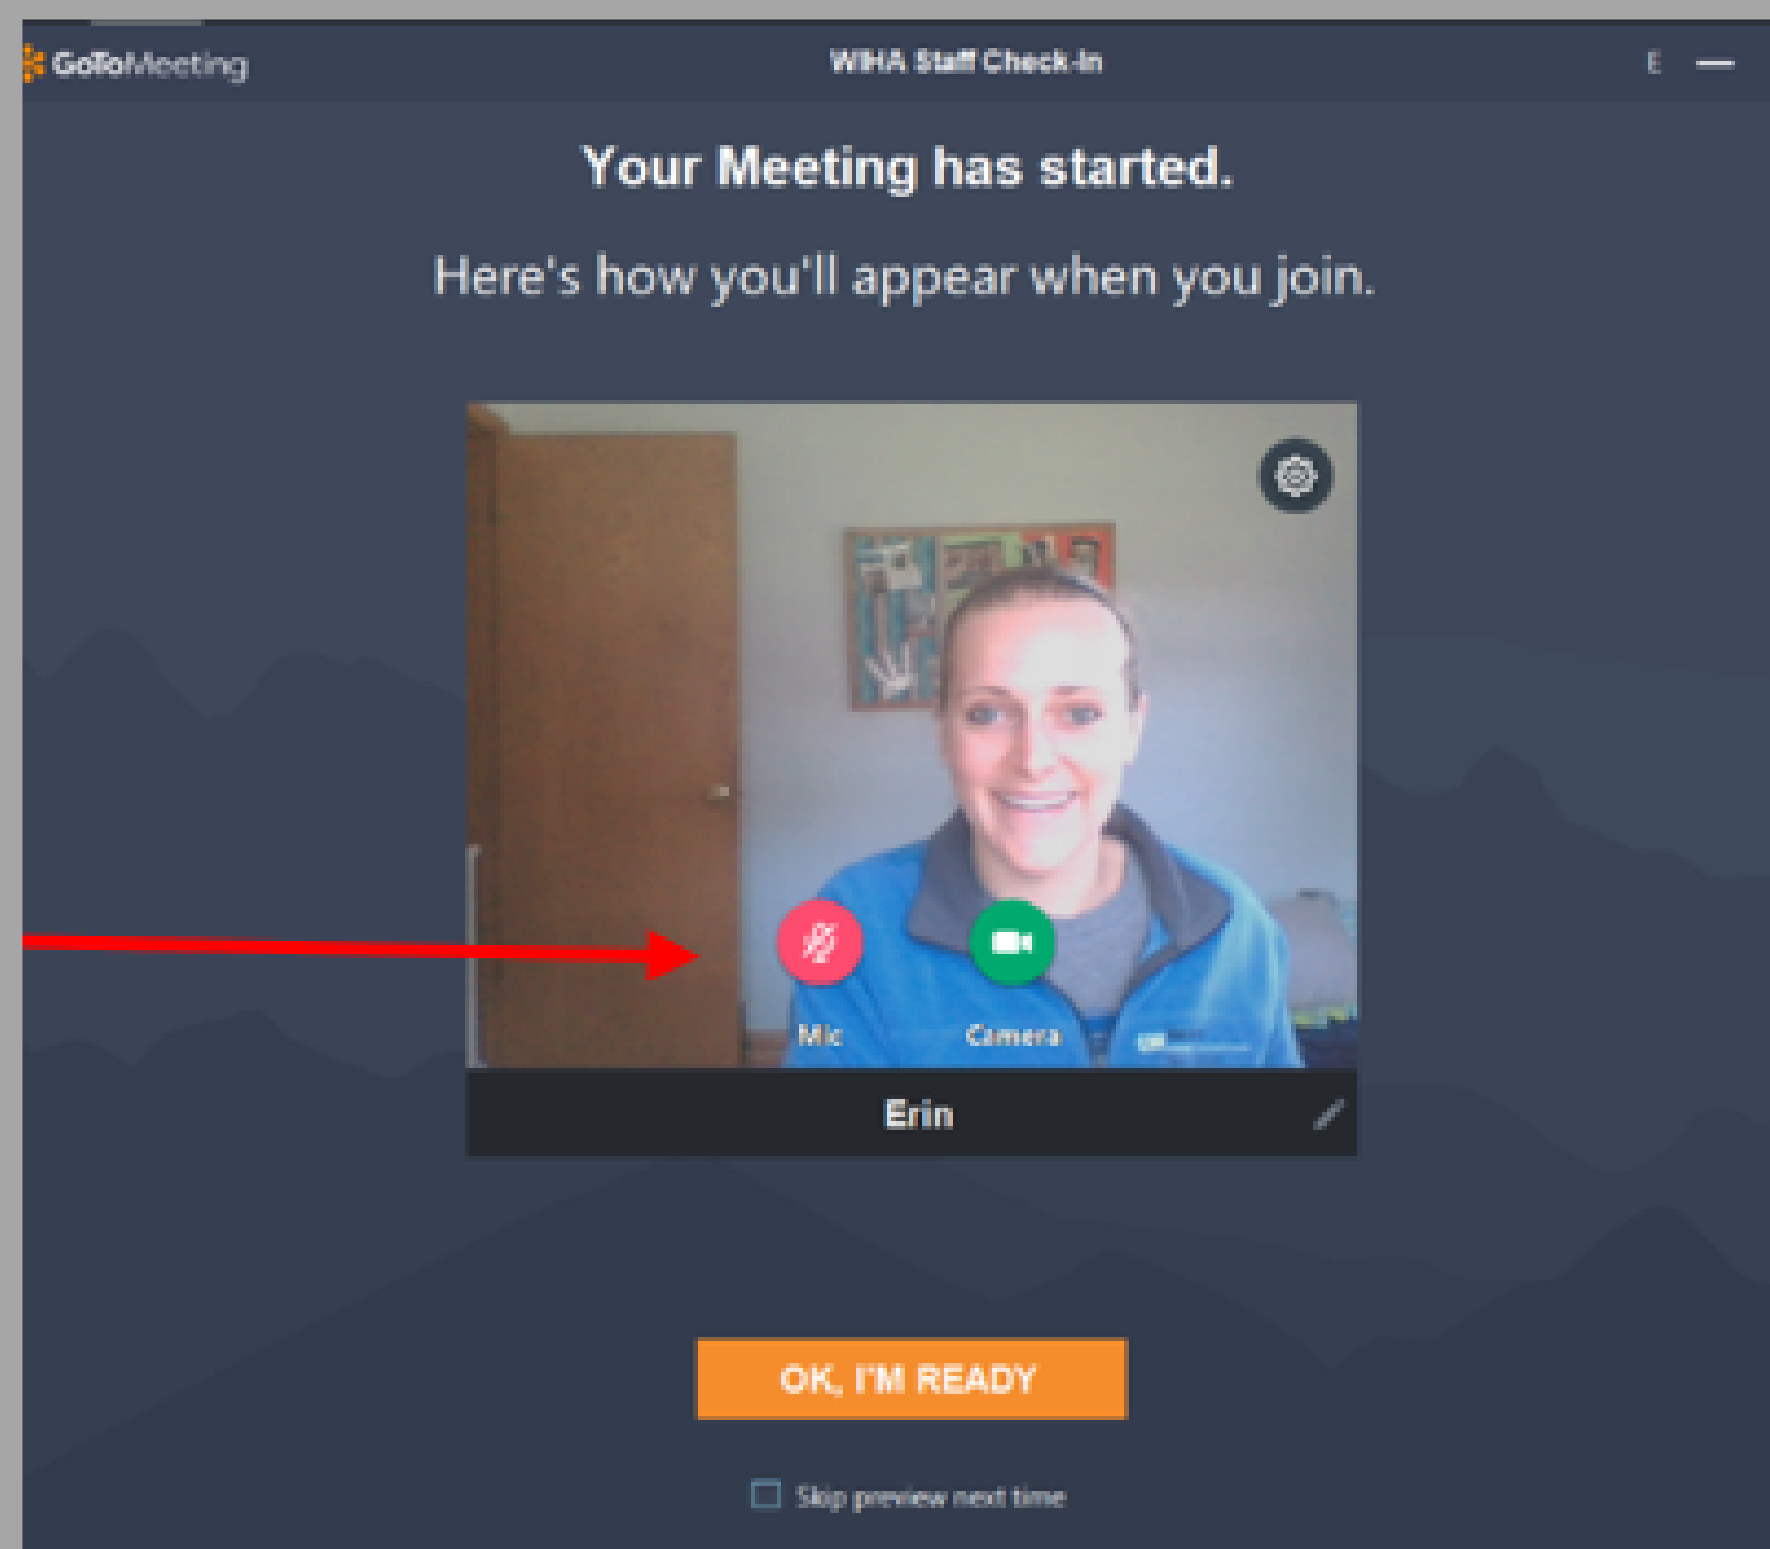 GoToMeeting
WIHA Staff Check-In
E
Your Meeting has started.
Here's how you'll appear when you join.
Mic
Camera
Erin
OK, I'M READY
Skip preview next time